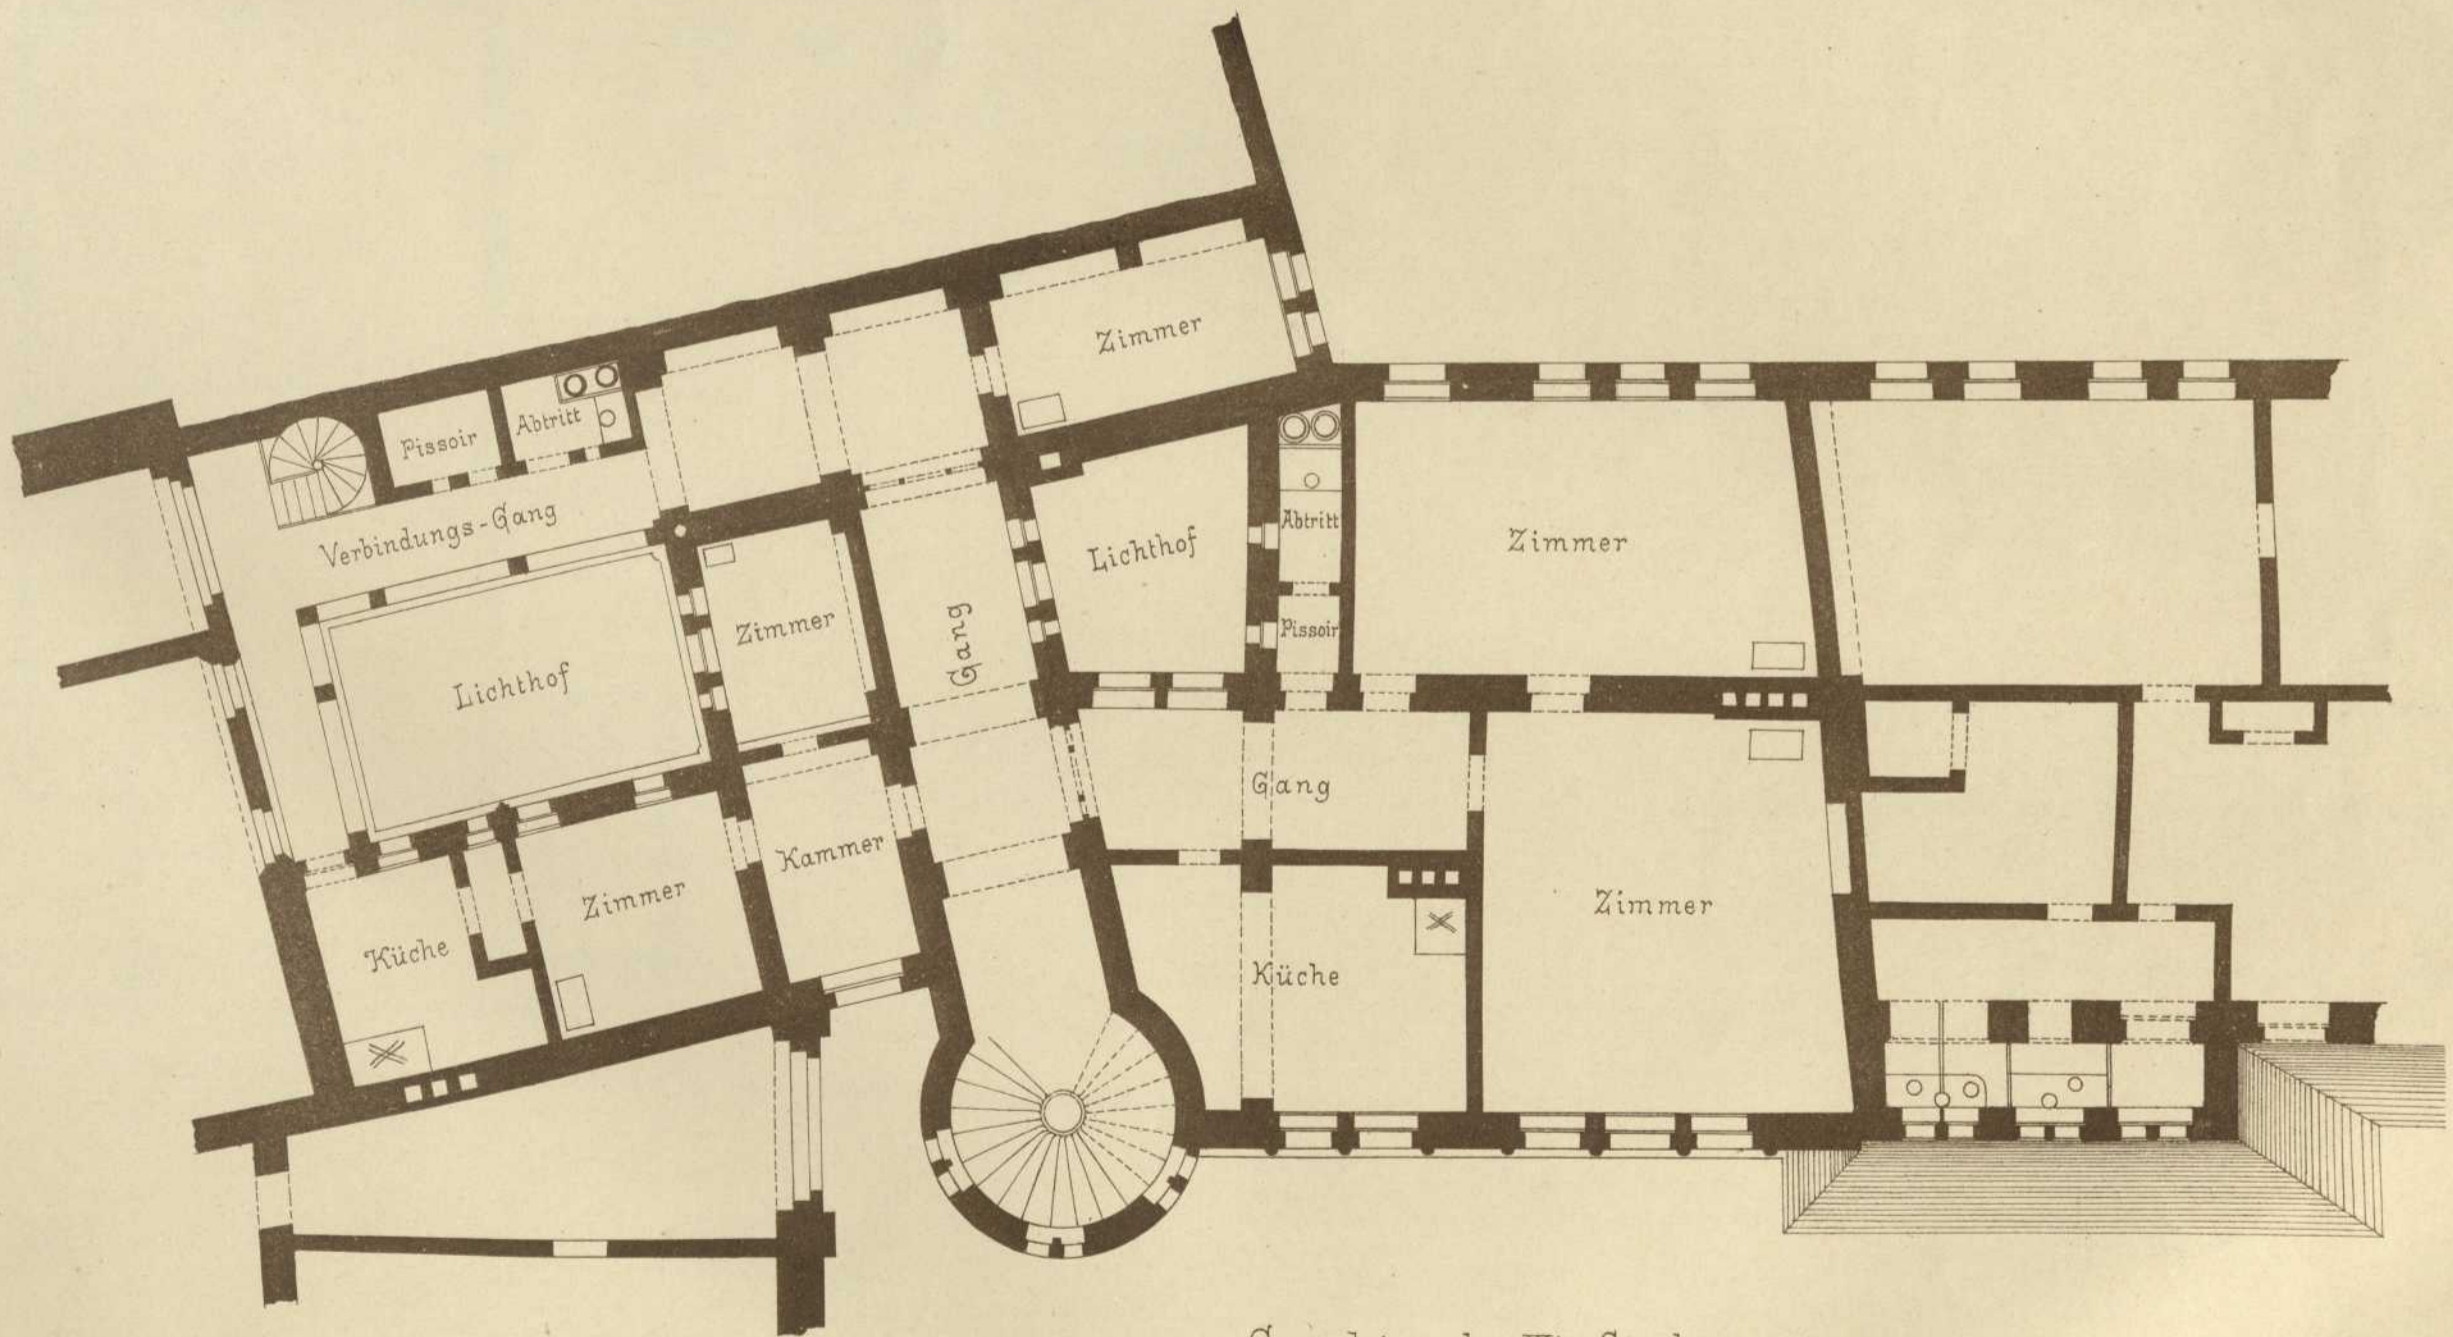 Zimmer
Pissoir
Abtritt
Verbindungs-Gang
Lichthof
Zimmer
Gang
Lichthof
Abtritt
Pissoir
Zimmer
Gang
Kammer
Zimmer
Küche
Küche
Zimmer